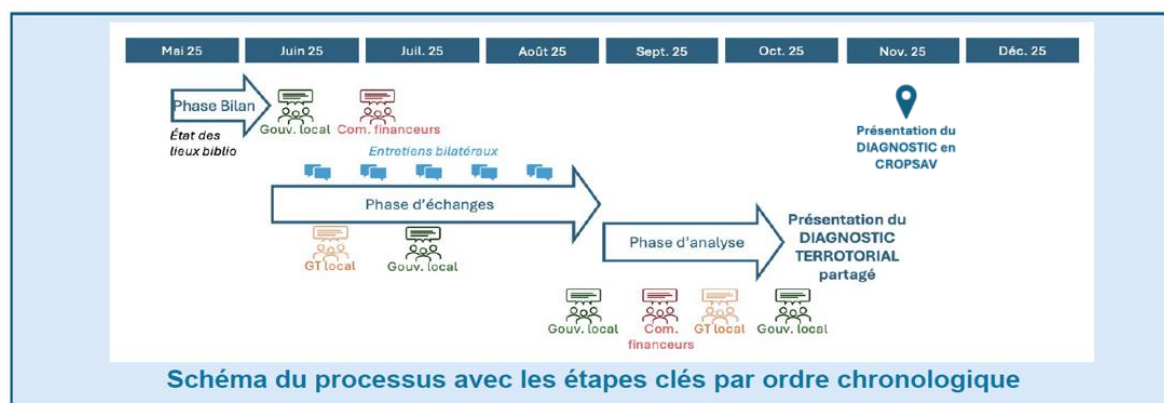 Mai 25 Juin 25 Juil. 25 Août 25 Sept. 25 Oct. 25 Nov. 25 Déc. 25
Phase Bilan
État des
lieux biblio
Gouv. local
Com. financeurs
Entretiens bilatéraux
Présentation du
DIAGNOSTIC en
CROPSAV
Phase d'échanges
GT local
Gouv. local
Phase d'analyse
Présentation du
DIAGNOSTIC
TERROTORIAL
partagé
Gouv. local
Com.
financeurs
GT local
Gouv. local
Schéma du processus avec les étapes clés par ordre chronologique